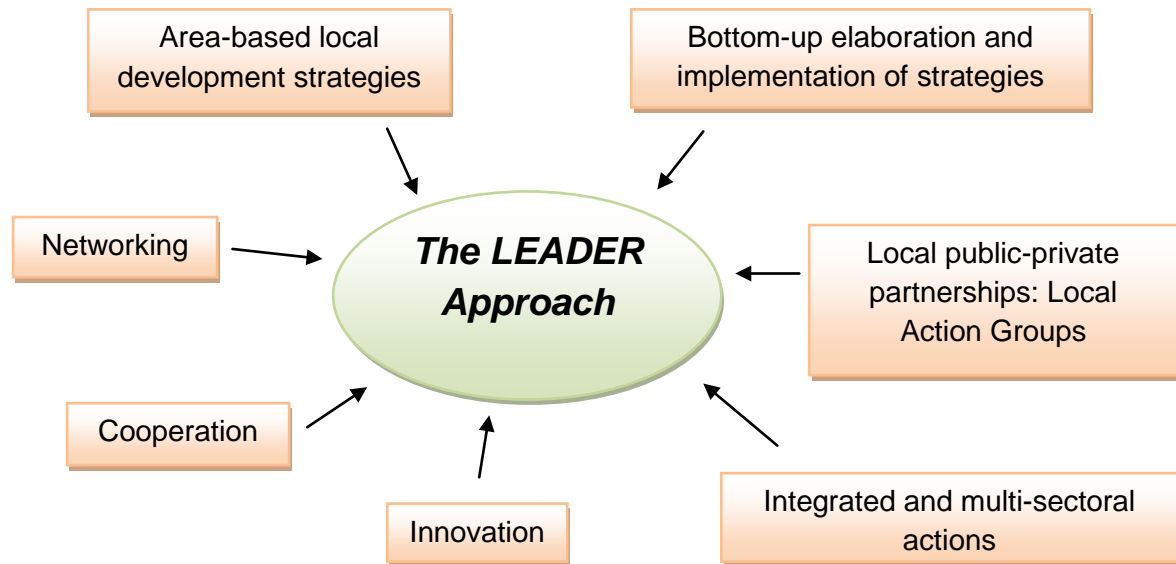 Area-based local
development strategies
Bottom-up elaboration and
implementation of strategies
Networking
The LEADER
Approach
Local public-private
partnerships: Local
Action Groups
Cooperation
Innovation
Integrated and multi-sectoral
actions